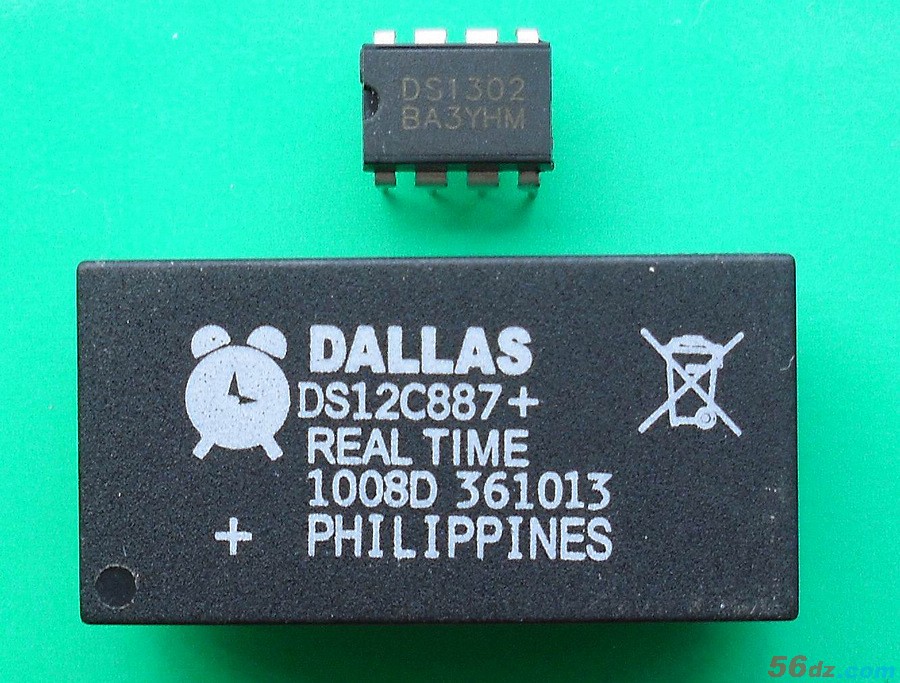 DS1302
BA3YHM
DALLAS
DS12C887+
REAL TIME
1008D 361013
+ PHILIPPINES
56dz.com